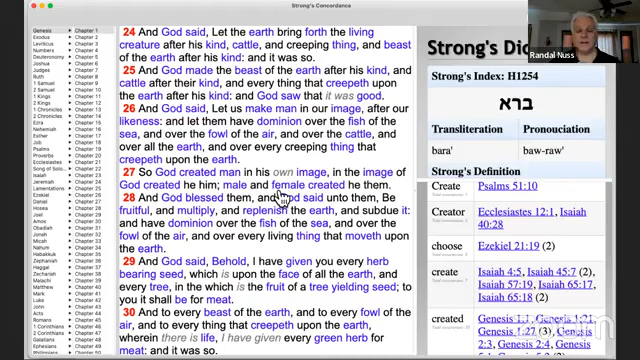 Strong's Concordance
Genesis
Exodus
Leviticus
Numbers
Deuteronomy
Joshua
Judges
Ruth
1 Samuel
2 Samuel
1 Kings
2 Kings
1 Chronicles
2 Chronicles
Ezra
Nehemiah
Esther
Job
Psalms
Proverbs
Ecclesiastes
Song of Solomon
Isaiah
Jeremiah
Lamentations
Ezekiel
Daniel
Hosea
Joel
Amos
Obadiah
Jonah
Micah
Nahum
Habakkuk
Zephaniah
Haggai
Zechariah
Malachi
Matthew
Mark
Luke
John
Acts
Romans
1 Corinthians
2 Corinthians
Galatians
Ephesians
Chapter 1
Chapter 2
Chapter 3
Chapter 4
Chapter 5
Chapter 6
Chapter 7
Chapter 8
Chapter 9
Chapter 10
Chapter 11
Chapter 12
Chapter 13
Chapter 14
Chapter 15
Chapter 16
Chapter 17
Chapter 18
Chapter 19
Chapter 20
Chapter 21
Chapter 22
Chapter 23
Chapter 24
Chapter 25
Chapter 26
Chapter 27
Chapter 28
Chapter 29
Chapter 30
Chapter 31
Chapter 32
Chapter 33
Chapter 34
Chapter 35
Chapter 36
Chapter 37
Chapter 38
Chapter 39
Chapter 40
Chapter 41
Chapter 42
Chapter 43
Chapter 44
Chapter 45
Chapter 46
Chapter 47
Chapter 48
Chapter 49
Chapter 50
24 And God said, Let the earth bring forth the living
creature after his kind, cattle, and creeping thing, and beast
of the earth after his kind: and it was so.
25 And God made the beast of the earth after his kind, and
cattle after their kind, and every thing that creepeth upon
the earth after his kind: and God saw that it was good.
26 And God said, Let us make man in our image, after our
likeness: and let them have dominion over the fish of the
sea, and over the fowl of the air, and over the cattle, and
over all the earth, and over every creeping thing that
creepeth upon the earth.
27 So God created man in his own image, in the image of
God created he him; male and female created he them.
28 And God blessed them, and God said unto them, Be
fruitful, and multiply, and replenish the earth, and subdue it:
and have dominion over the fish of the sea, and over the
fowl of the air, and over every living thing that moveth upon
the earth.
29 And God said, Behold, I have given you every herb
bearing seed, which is upon the face of all the earth, and
every tree, in the which is the fruit of a tree yielding seed; to
you it shall be for meat.
30 And to every beast of the earth, and to every fowl of the
air, and to every thing that creepeth upon the earth,
wherein there is life, I have given every green herb for
meat: and it was so.
Strong's Dic
Randal Nuss
Strong's Index: H1254
ברא
Transliteration Pronouciation
bara' baw-raw'
Strong's Definition
Create Psalms 51:10
Creator Ecclesiastes 12:1, Isaiah
40:28
choose Ezekiel 21:19 (2)
create Isaiah 4:5, Isaiah 45:7 (2)
Isaiah 57:19, Isaiah 65:17,
Isaiah 65:18 (2)
created Genesis 1:1, Genesis 1:21
Genesis 1:27 (3) Genesis
2:3, Genesis 2:4, Genesis